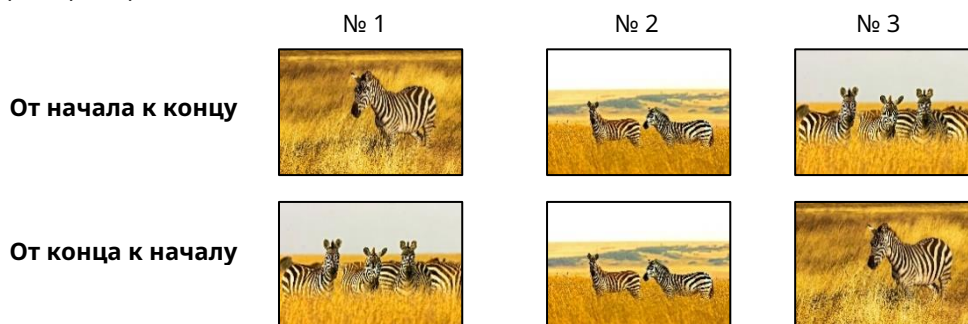 № 1 № 2 № 3
От начала к концу
От конца к началу